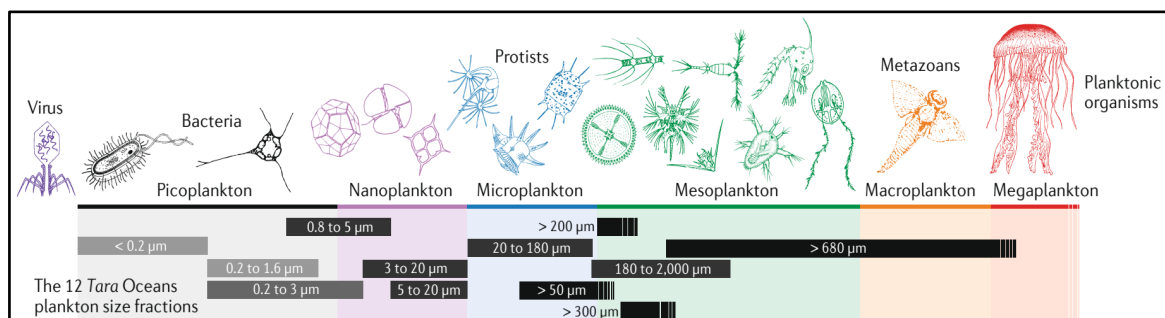 Protists
Metazoans
Virus
Bacteria
Planktonic
organisms
Picoplankton
Nanoplankton
Microplankton
Mesoplankton
Macroplankton
Megaplankton
0.8 to 5 µm
> 200 µm
< 0.2 µm
20 to 180 µm
> 680 µm
0.2 to 1.6 µm
3 to 20 µm
180 to 2,000 µm
The 12 Tara Oceans
plankton size fractions
0.2 to 3 µm
5 to 20 µm
> 50 µm
> 300 µm